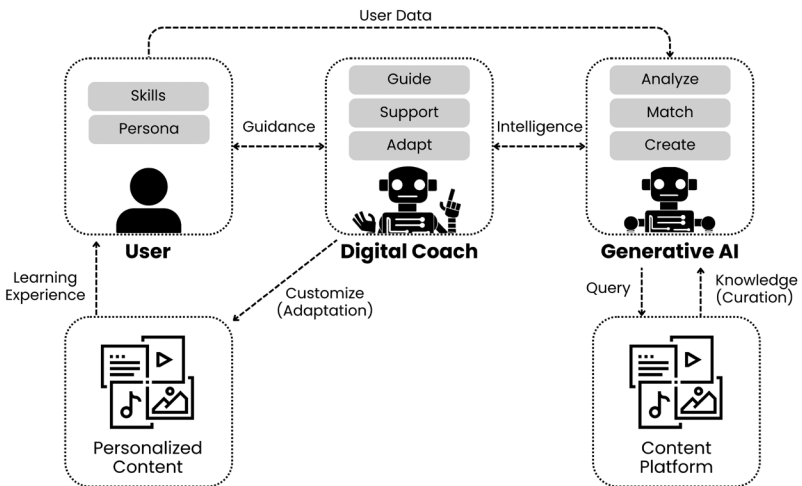 User Data
Skills
Persona
User
Guidance
Guide
Support
Adapt
Digital Coach
Intelligence
Analyze
Match
Create
Generative AI
Learning
Experience
Customize
(Adaptation)
Query
Knowledge
(Curation)
Personalized
Content
Content
Platform